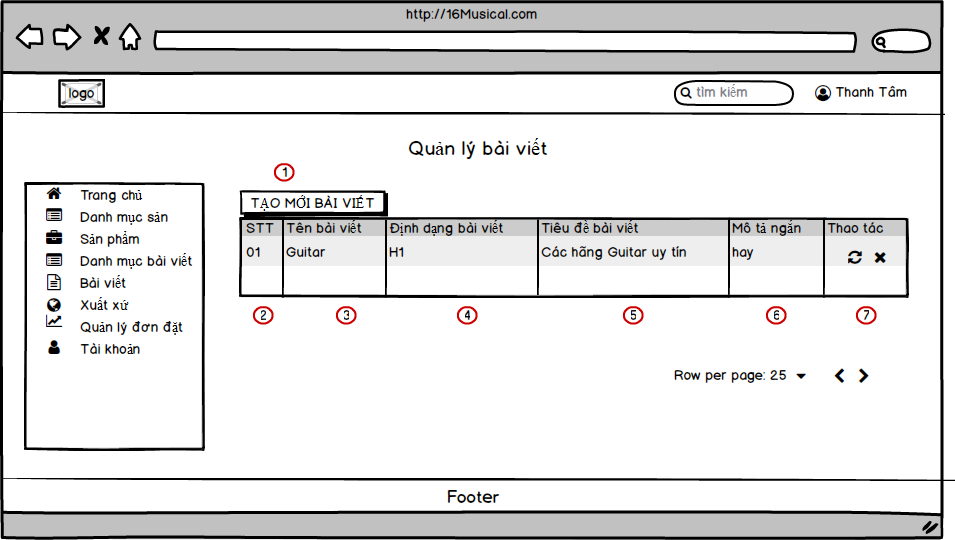 http://16Musical.com
logo
tìm kiếm
Thanh Tâm
Quản lý bài viết
1
TẠO MỚI BÀI VIẾT
Trang chủ
Danh mục sản
Sản phẩm
Danh mục bài viết
Bài viết
Xuất xứ
Quản lý đơn đặt
Tài khoản
STT Tên bài viết Định dạng bài viết Tiêu đề bài viết Mô tả ngắn Thao tác
01 Guitar H1 Các hãng Guitar uy tín hay
2 3 4 5 6 7
Row per page: 25
Footer